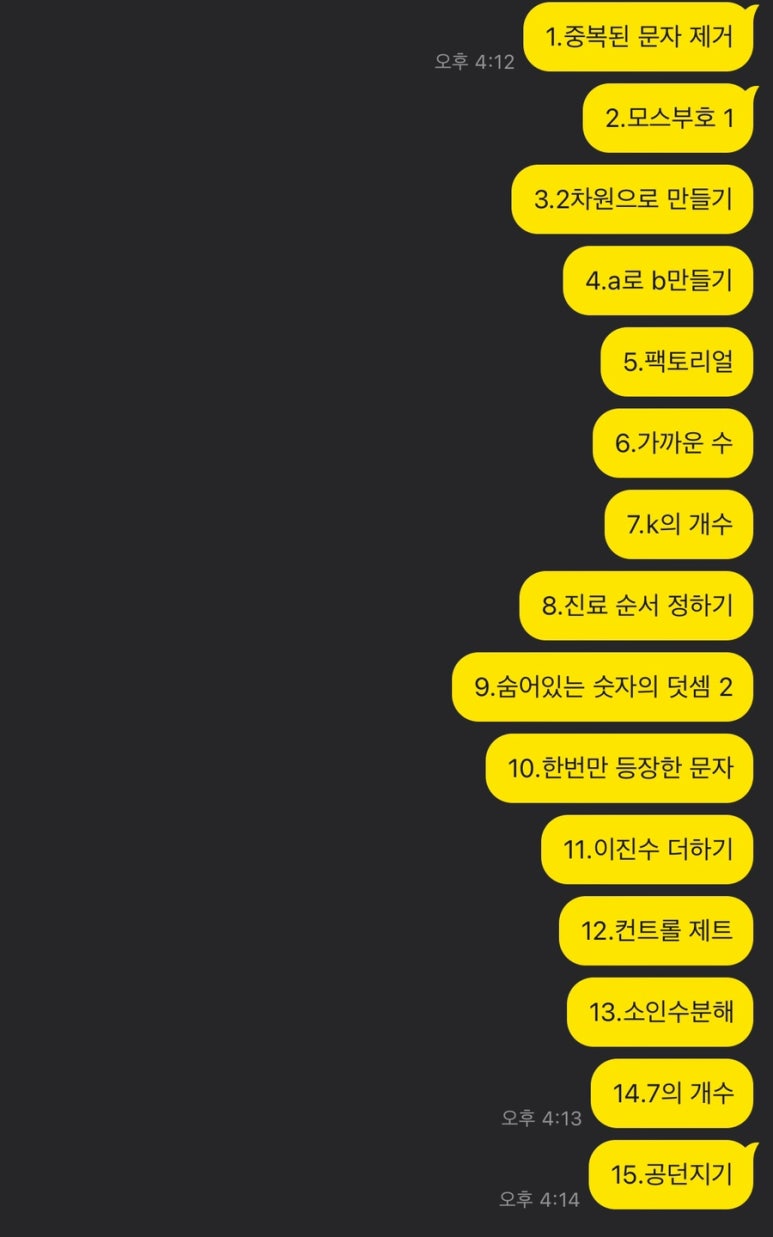 1.중복된 문자 제거
오후 4:12
2.모스부호 1
3.2차원으로 만들기
4.a로 b만들기
5.팩토리얼
6.가까운 수
7.k의 개수
8.진료 순서 정하기
9.숨어있는 숫자의 덧셈 2
10.한번만 등장한 문자
11.이진수 더하기
12.컨트롤 제트
13.소인수분해
14.7의 개수
오후 4:13
15.공던지기
오후 4:14